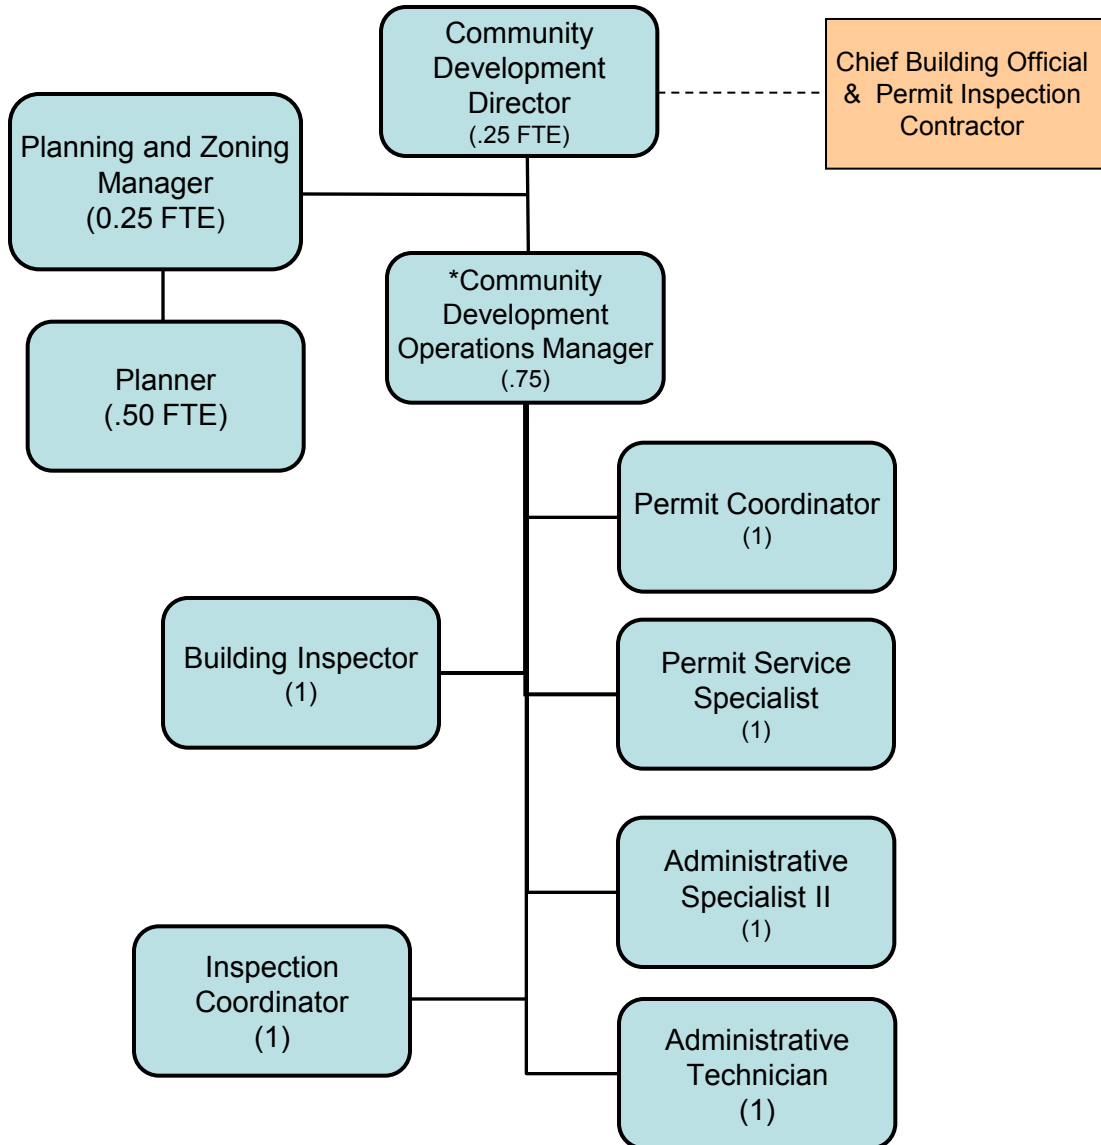 Community
Development
Director
(.25 FTE)
Chief Building Official
& Permit Inspection
Contractor
Planning and Zoning
Manager
(0.25 FTE)
*Community
Development
Operations Manager
(.75)
Planner
(.50 FTE)
Permit Coordinator
(1)
Building Inspector
(1)
Permit Service
Specialist
(1)
Administrative
Specialist II
(1)
Inspection
Coordinator
(1)
Administrative
Technician
(1)